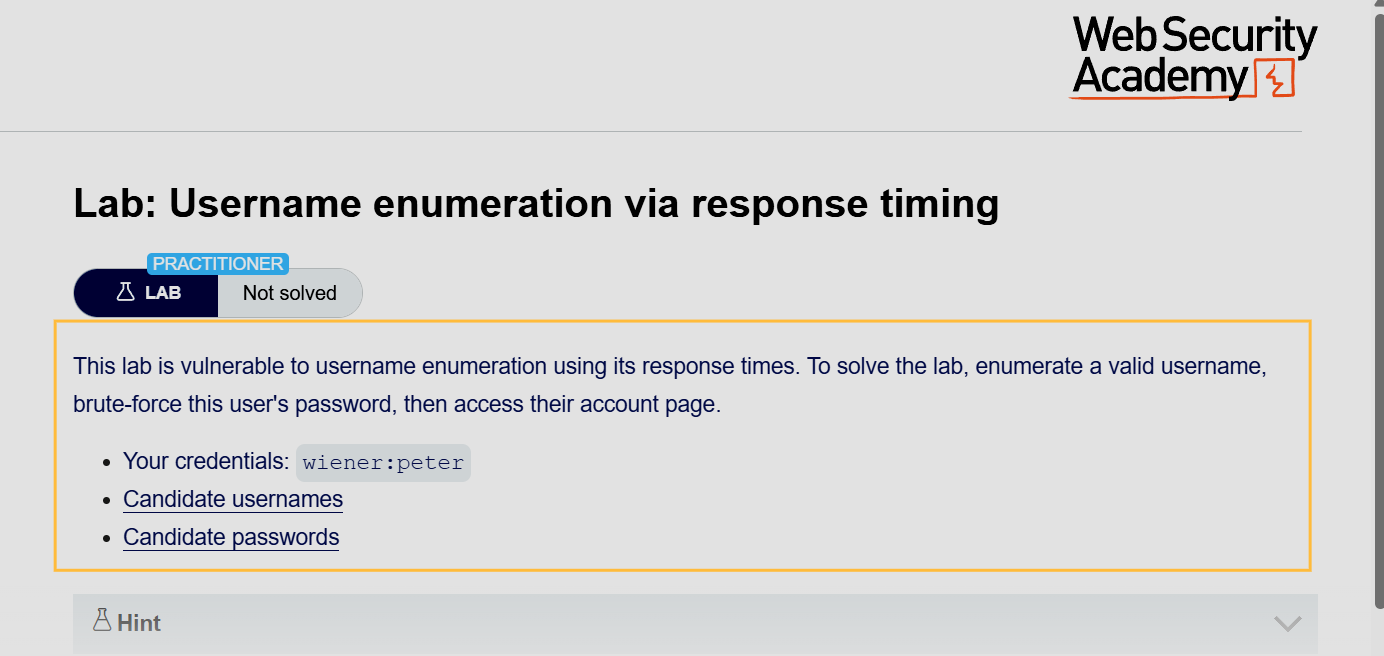 WebSecurity
Academy
Lab: Username enumeration via response timing
PRACTITIONER
LAB Not solved
This lab is vulnerable to username enumeration using its response times. To solve the lab, enumerate a valid username,
brute-force this user's password, then access their account page.
Your credentials: wiener:peter
Candidate usernames
Candidate passwords
Hint